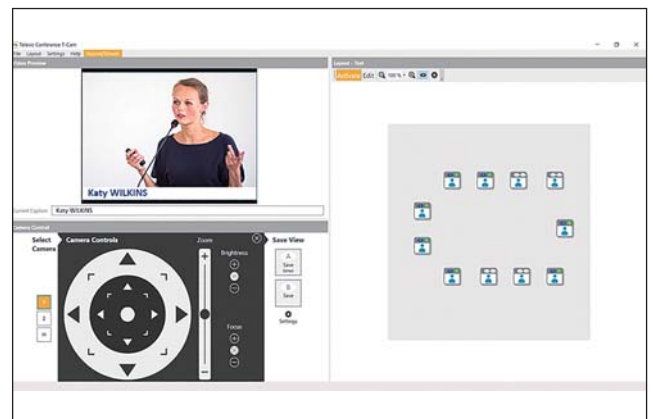 Televic Conference T-Cam
File Layout Settings Help
Video Preview
Katy WILKINS
Current Caption Katy WILKINS
Camera Control
Select
Camera
Camera Controls
Zoom
Brightness
Focus
Save View
A
Save
B
Save
Settings
Layout - Test
Activate Edit 100 %